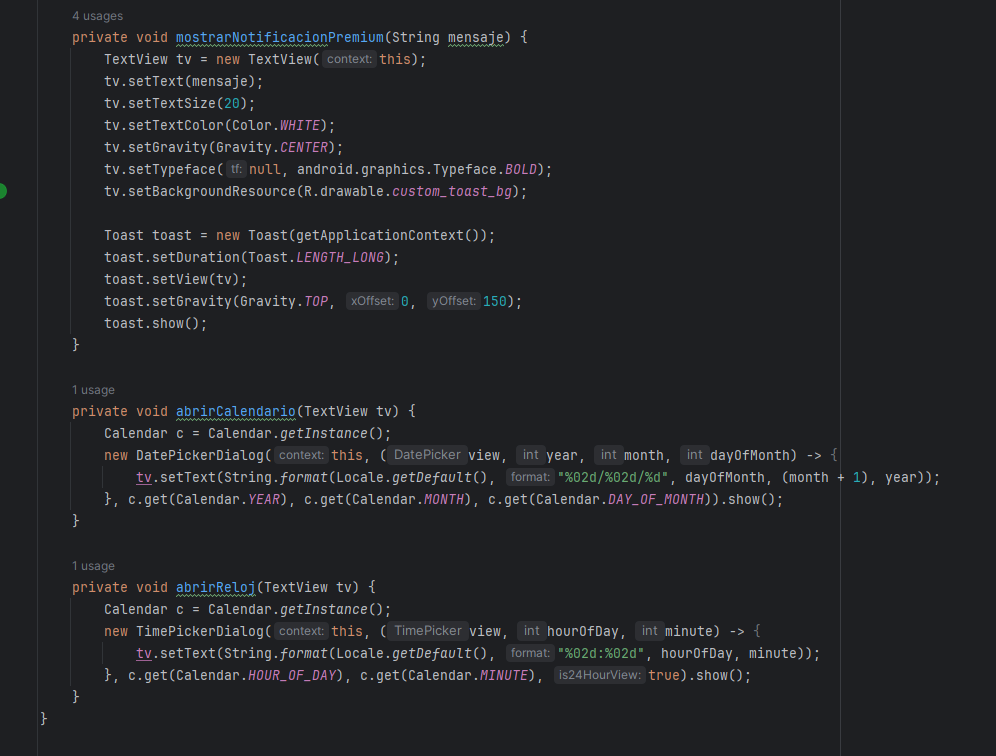 4 usages
private void mostrarNotificacionPremium(String mensaje) {
TextView tv = new TextView( context: this);
tv.setText(mensaje);
tv.setTextSize(20);
tv.setTextColor(Color.WHITE);
tv.setGravity(Gravity.CENTER);
tv.setTypeface( tf: null, android.graphics.Typeface.BOLD);
tv.setBackgroundResource(R.drawable.custom_toast_bg);
Toast toast = new Toast(getApplicationContext());
toast.setDuration(Toast.LENGTH_LONG);
toast.setView(tv);
toast.setGravity(Gravity.TOP, xOffset: 0, yOffset: 150);
toast.show();
}
1 usage
private void abrirCalendario(TextView tv) {
Calendar c = Calendar.getInstance();
new DatePickerDialog( context: this, ( DatePicker view, int year, int month, int dayOfMonth) -> {
tv.setText(String.format(Locale.getDefault(), format: "%02d/%02d/%d", dayOfMonth, (month + 1), year));
}, c.get(Calendar.YEAR), c.get(Calendar.MONTH), c.get(Calendar.DAY_OF_MONTH)).show();
}
1 usage
private void abrirReloj(TextView tv) {
Calendar c = Calendar.getInstance();
new TimePickerDialog( context: this, ( TimePicker view, int hourOfDay, int minute) -> {
tv.setText(String.format(Locale.getDefault(), format: "%02d:%02d", hourOfDay, minute));
}, c.get(Calendar.HOUR_OF_DAY), c.get(Calendar.MINUTE), is24HourView: true).show();
}
}